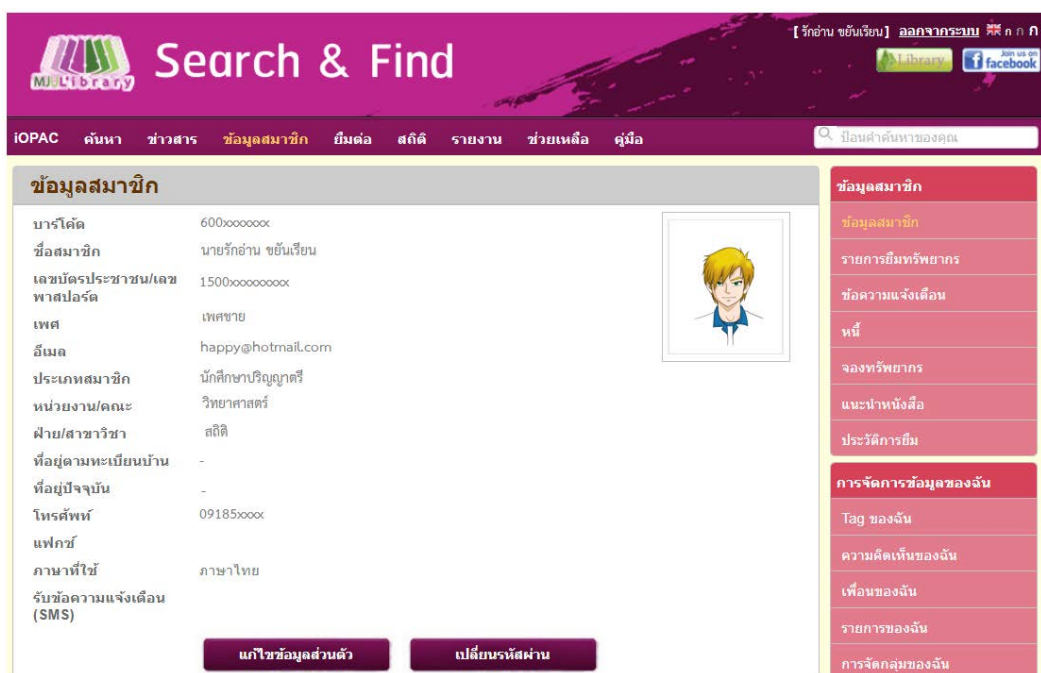 [ รักอ่าน ขยันเรียน] ออกจากระบบ ก ก ก
MJU Library
Search & Find
Library
Join us on facebook
iOPAC ค้นหา ข่าวสาร ข้อมูลสมาชิก ยืมต่อ สถิติ รายงาน ช่วยเหลือ คู่มือ
ป้อนคำค้นหาของคุณ
ข้อมูลสมาชิก
บาร์โค้ด 600xxxxxxx
ชื่อสมาชิก นายรักอ่าน ขยันเรียน
เลขบัตรประชาชน/เลข
พาสปอร์ต 1500xxxxxxxxx
เพศ เพศชาย
อีเมล happy@hotmail.com
ประเภทสมาชิก นักศึกษาปริญญาตรี
หน่วยงาน/คณะ วิทยาศาสตร์
ฝ่าย/สาขาวิชา สถิติ
ที่อยู่ตามทะเบียนบ้าน -
ที่อยู่ปัจจุบัน -
โทรศัพท์ 09185xxxx
แฟกซ์
ภาษาที่ใช้ ภาษาไทย
รับข้อความแจ้งเตือน
(SMS)
แก้ไขข้อมูลส่วนตัว เปลี่ยนรหัสผ่าน
ข้อมูลสมาชิก
ข้อมูลสมาชิก
รายการยืมทรัพยากร
ข้อความแจ้งเตือน
หนี้
จองทรัพยากร
แนะนำหนังสือ
ประวัติการยืม
การจัดการข้อมูลของฉัน
Tag ของฉัน
ความคิดเห็นของฉัน
เพื่อนของฉัน
รายการของฉัน
การจัดกลุ่มของฉัน